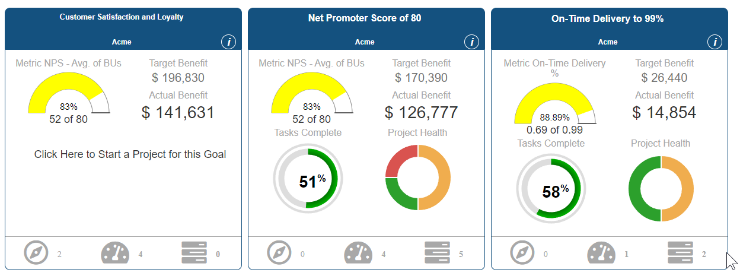 Customer Satisfaction and Loyalty
Acme
i
Metric NPS - Avg. of BUs
Target Benefit
$ 196,830
Actual Benefit
83%
$ 141,631
52 of 80
Click Here to Start a Project for this Goal
2
4
0
Net Promoter Score of 80
Acme
i
Metric NPS - Avg. of BUs
Target Benefit
$ 170,390
Actual Benefit
83%
$ 126,777
52 of 80
Tasks Complete
Project Health
51%
0
4
5
On-Time Delivery to 99%
Acme
i
Metric On-Time Delivery
%
Target Benefit
$ 26,440
Actual Benefit
88.89%
$ 14,854
0.69 of 0.99
Tasks Complete
Project Health
58%
0
1
2